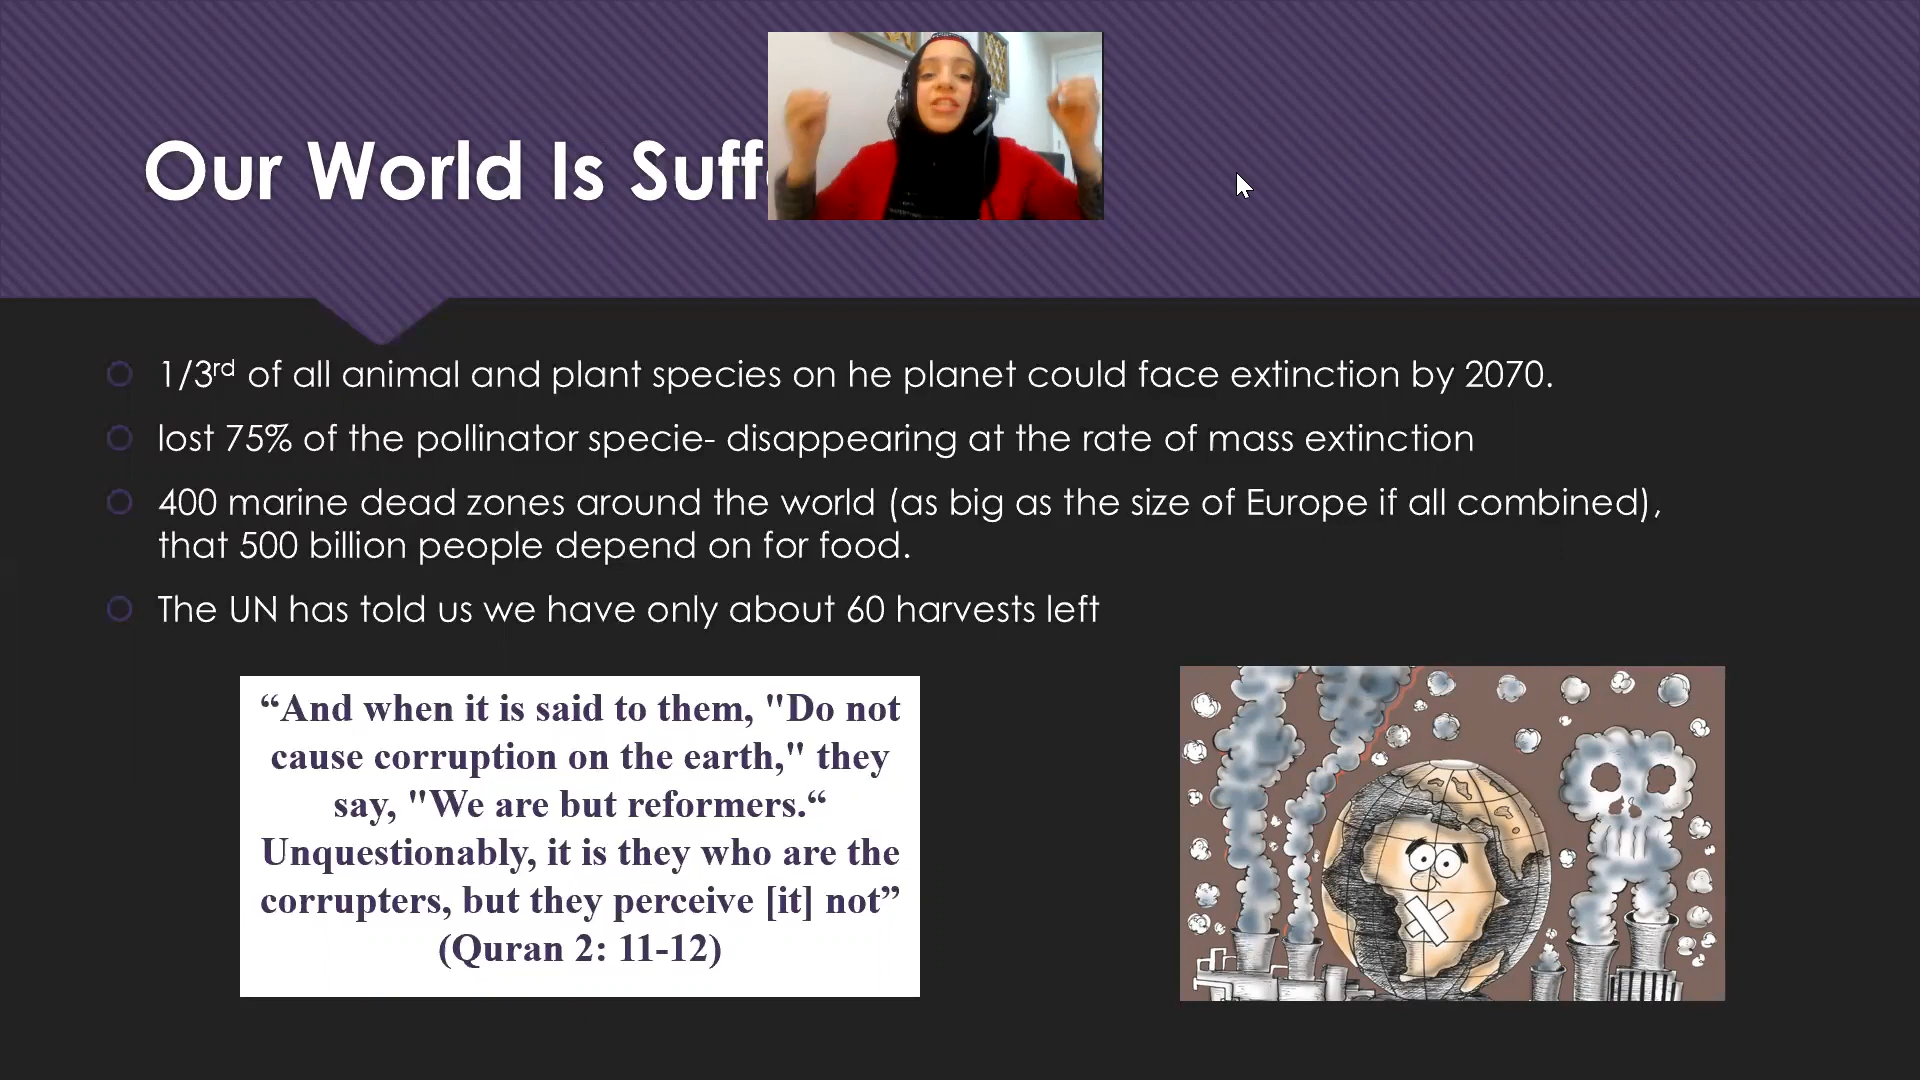 Our World Is Suff
1/3rd of all animal and plant species on he planet could face extinction by 2070.
lost 75% of the pollinator specie- disappearing at the rate of mass extinction
400 marine dead zones around the world (as big as the size of Europe if all combined),
that 500 billion people depend on for food.
The UN has told us we have only about 60 harvests left
“And when it is said to them, "Do not
cause corruption on the earth," they
say, "We are but reformers.“
Unquestionably, it is they who are the
corrupters, but they perceive [it] not”
(Quran 2: 11-12)